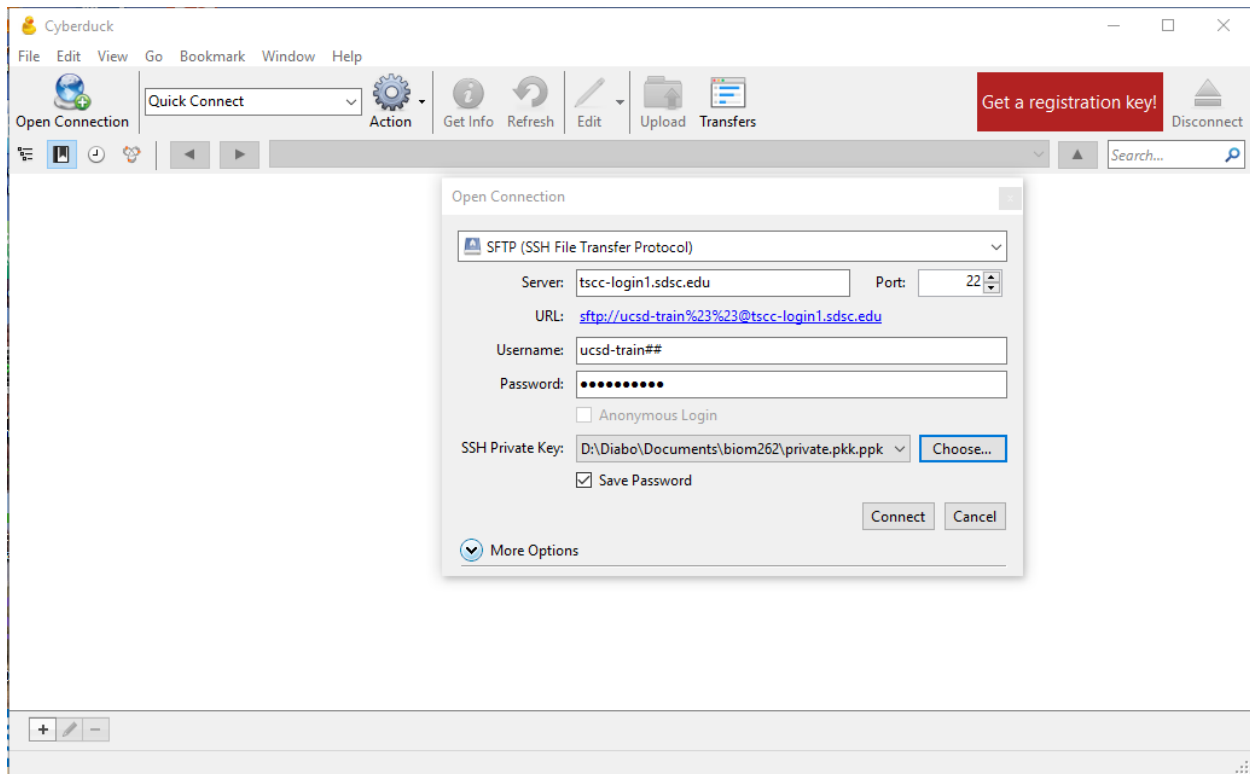 Cyberduck
File Edit View Go Bookmark Window Help
Quick Connect
Get a registration key!
Open Connection Action Get Info Refresh Edit Upload Transfers Disconnect
Search...
Open Connection
SFTP (SSH File Transfer Protocol)
Server: tscc-login1.sdsc.edu Port: 22
URL: sftp://ucsd-train%23%23@tscc-login1.sdsc.edu
Username: ucsd-train##
Password: ●●●●●●●●●●
Anonymous Login
SSH Private Key: D:\Diabo\Documents\biom262\private.pkk.ppk Choose...
Save Password
Connect Cancel
More Options